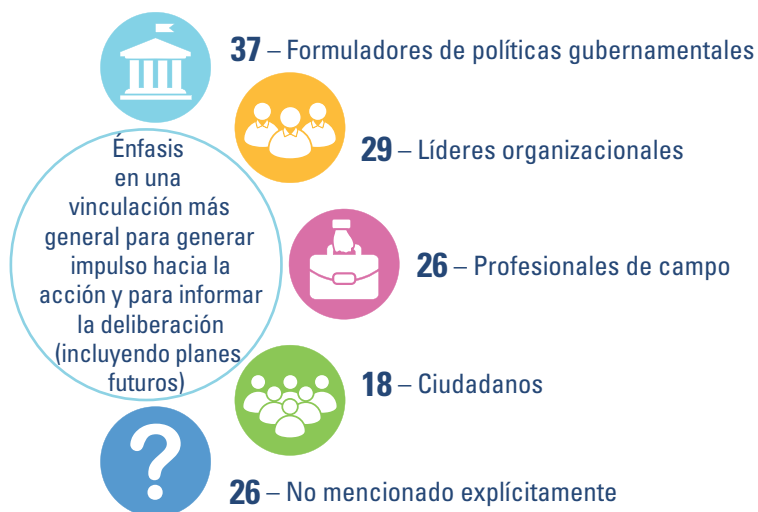 37 – Formuladores de políticas gubernamentales
29 – Líderes organizacionales
Énfasis
en una
vinculación más
general para generar
impulso hacia la
acción y para informar
la deliberación
(incluyendo planes
futuros)
26 – Profesionales de campo
18 – Ciudadanos
?
26 – No mencionado explícitamente